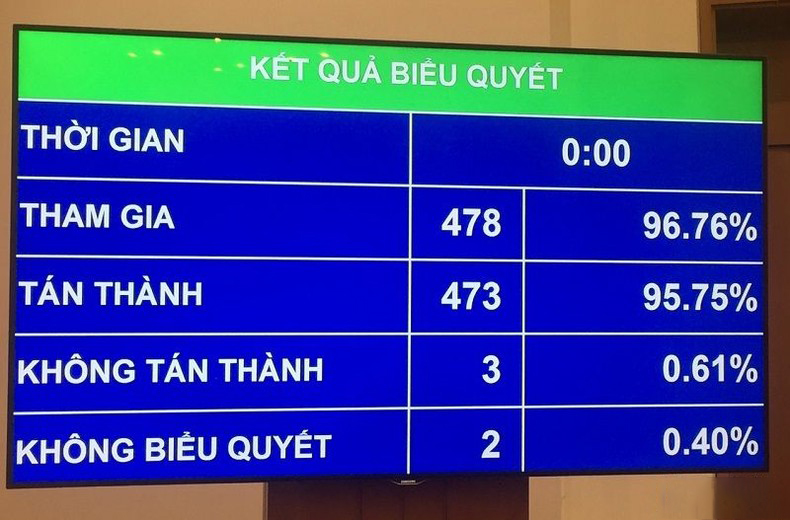 KẾT QUẢ BIỂU QUYẾT
THỜI GIAN 0:00
THAM GIA 478 96.76%
TÁN THÀNH 473 95.75%
KHÔNG TÁN THÀNH 3 0.61%
KHÔNG BIỂU QUYẾT 2 0.40%
SAMSUNG